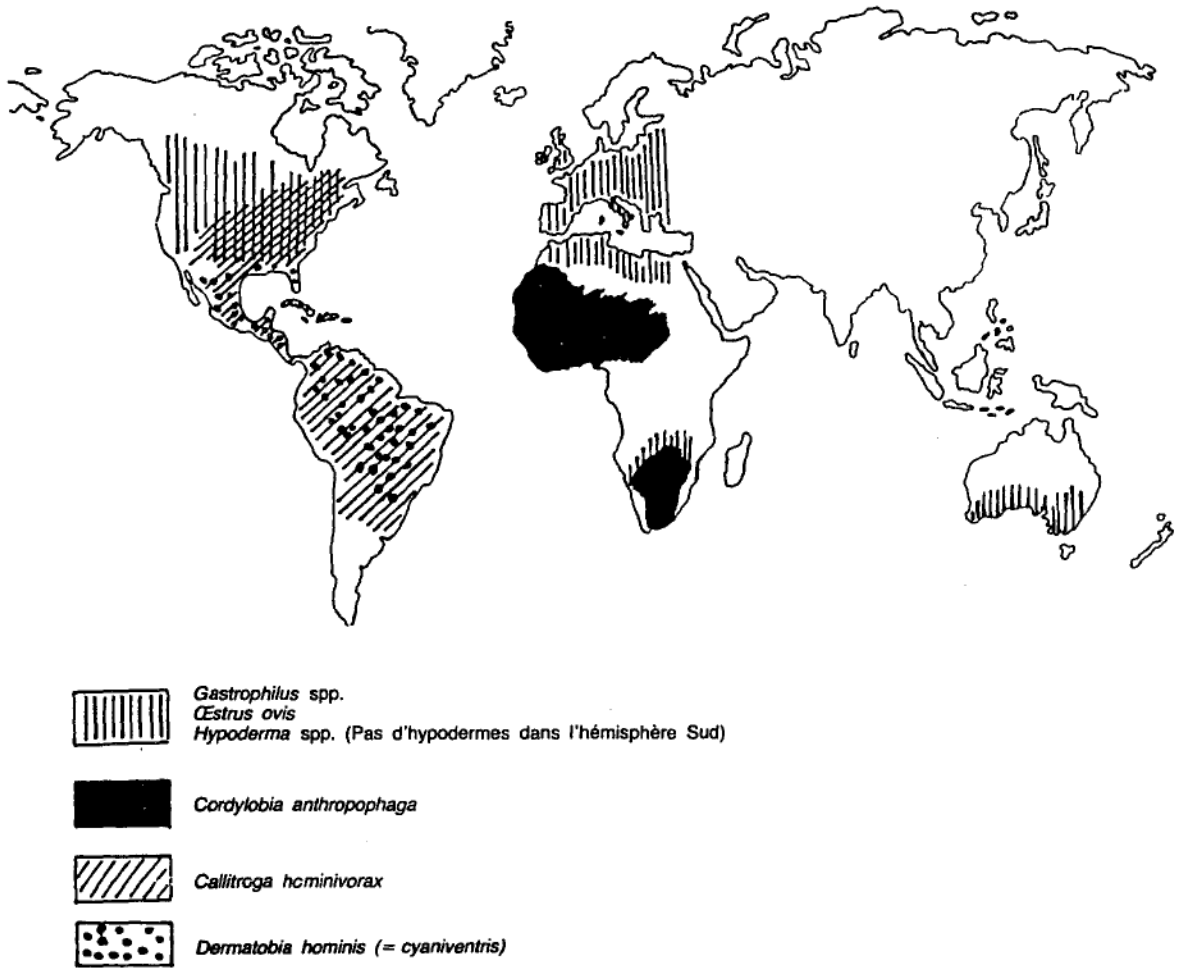 Gastrophilus spp.
Œstrus ovis
Hypoderma spp. (Pas d'hypodermes dans l'hémisphère Sud)
Cordylobia anthropophaga
Callitroga hcminivorax
Dermatobia hominis (= cyaniventris)